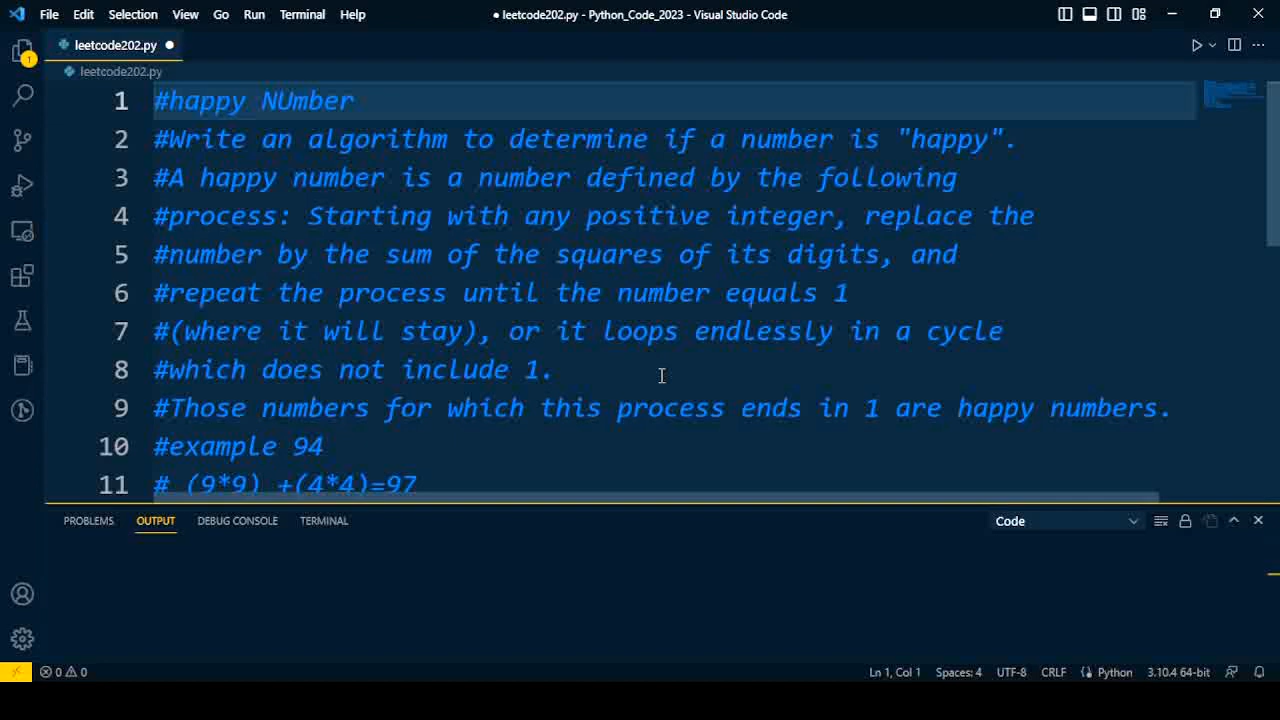 File Edit Selection View Go Run Terminal Help ● leetcode202.py - Python_Code_2023 - Visual Studio Code
leetcode202.py
leetcode202.py
1 #happy NUmber
2 #Write an algorithm to determine if a number is "happy".
3 #A happy number is a number defined by the following
4 #process: Starting with any positive integer, replace the
5 #number by the sum of the squares of its digits, and
6 #repeat the process until the number equals 1
7 #(where it will stay), or it loops endlessly in a cycle
8 #which does not include 1.
9 #Those numbers for which this process ends in 1 are happy numbers.
10 #example 94
11 # (9*9) +(4*4)=97
PROBLEMS OUTPUT DEBUG CONSOLE TERMINAL Code
1
0 0 Ln 1, Col 1 Spaces: 4 UTF-8 CRLF Python 3.10.4 64-bit